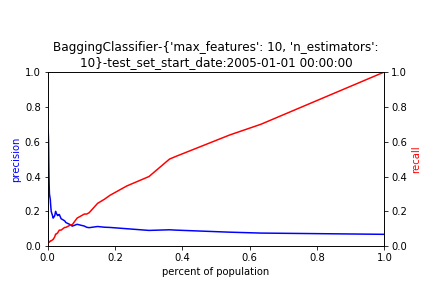 BaggingClassifier-{'max_features': 10, 'n_estimators':
10}-test_set_start_date:2005-01-01 00:00:00
1.0
0.8
0.6
0.4
0.2
0.0
precision
1.0
0.8
0.6
0.4
0.2
0.0
recall
0.0 0.2 0.4 0.6 0.8 1.0
percent of population